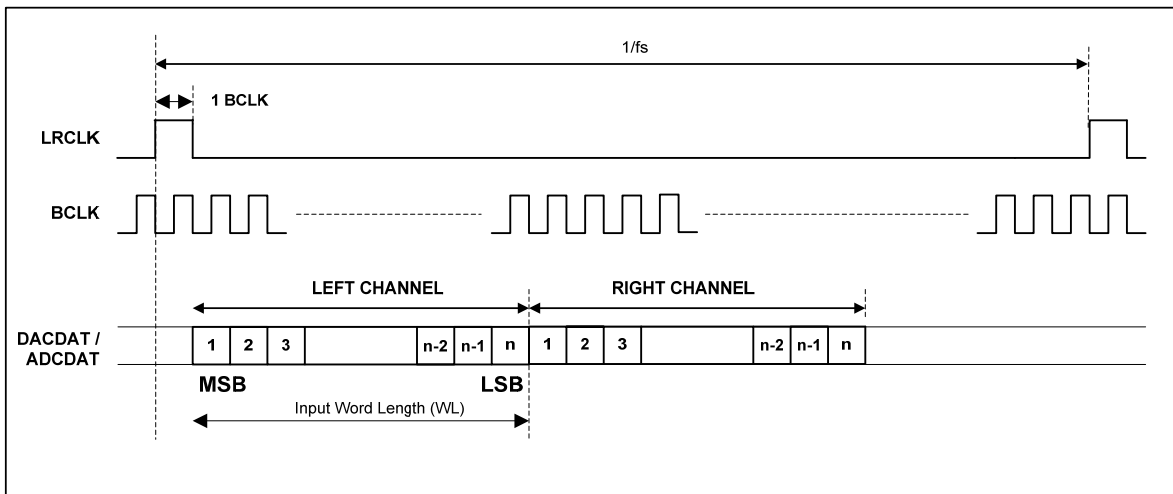 1/fs
1 BCLK
LRCLK
BCLK
LEFT CHANNEL RIGHT CHANNEL
DACDAT /
ADCDAT
1 2 3 n-2 n-1 n 1 2 3 n-2 n-1 n
MSB LSB
Input Word Length (WL)